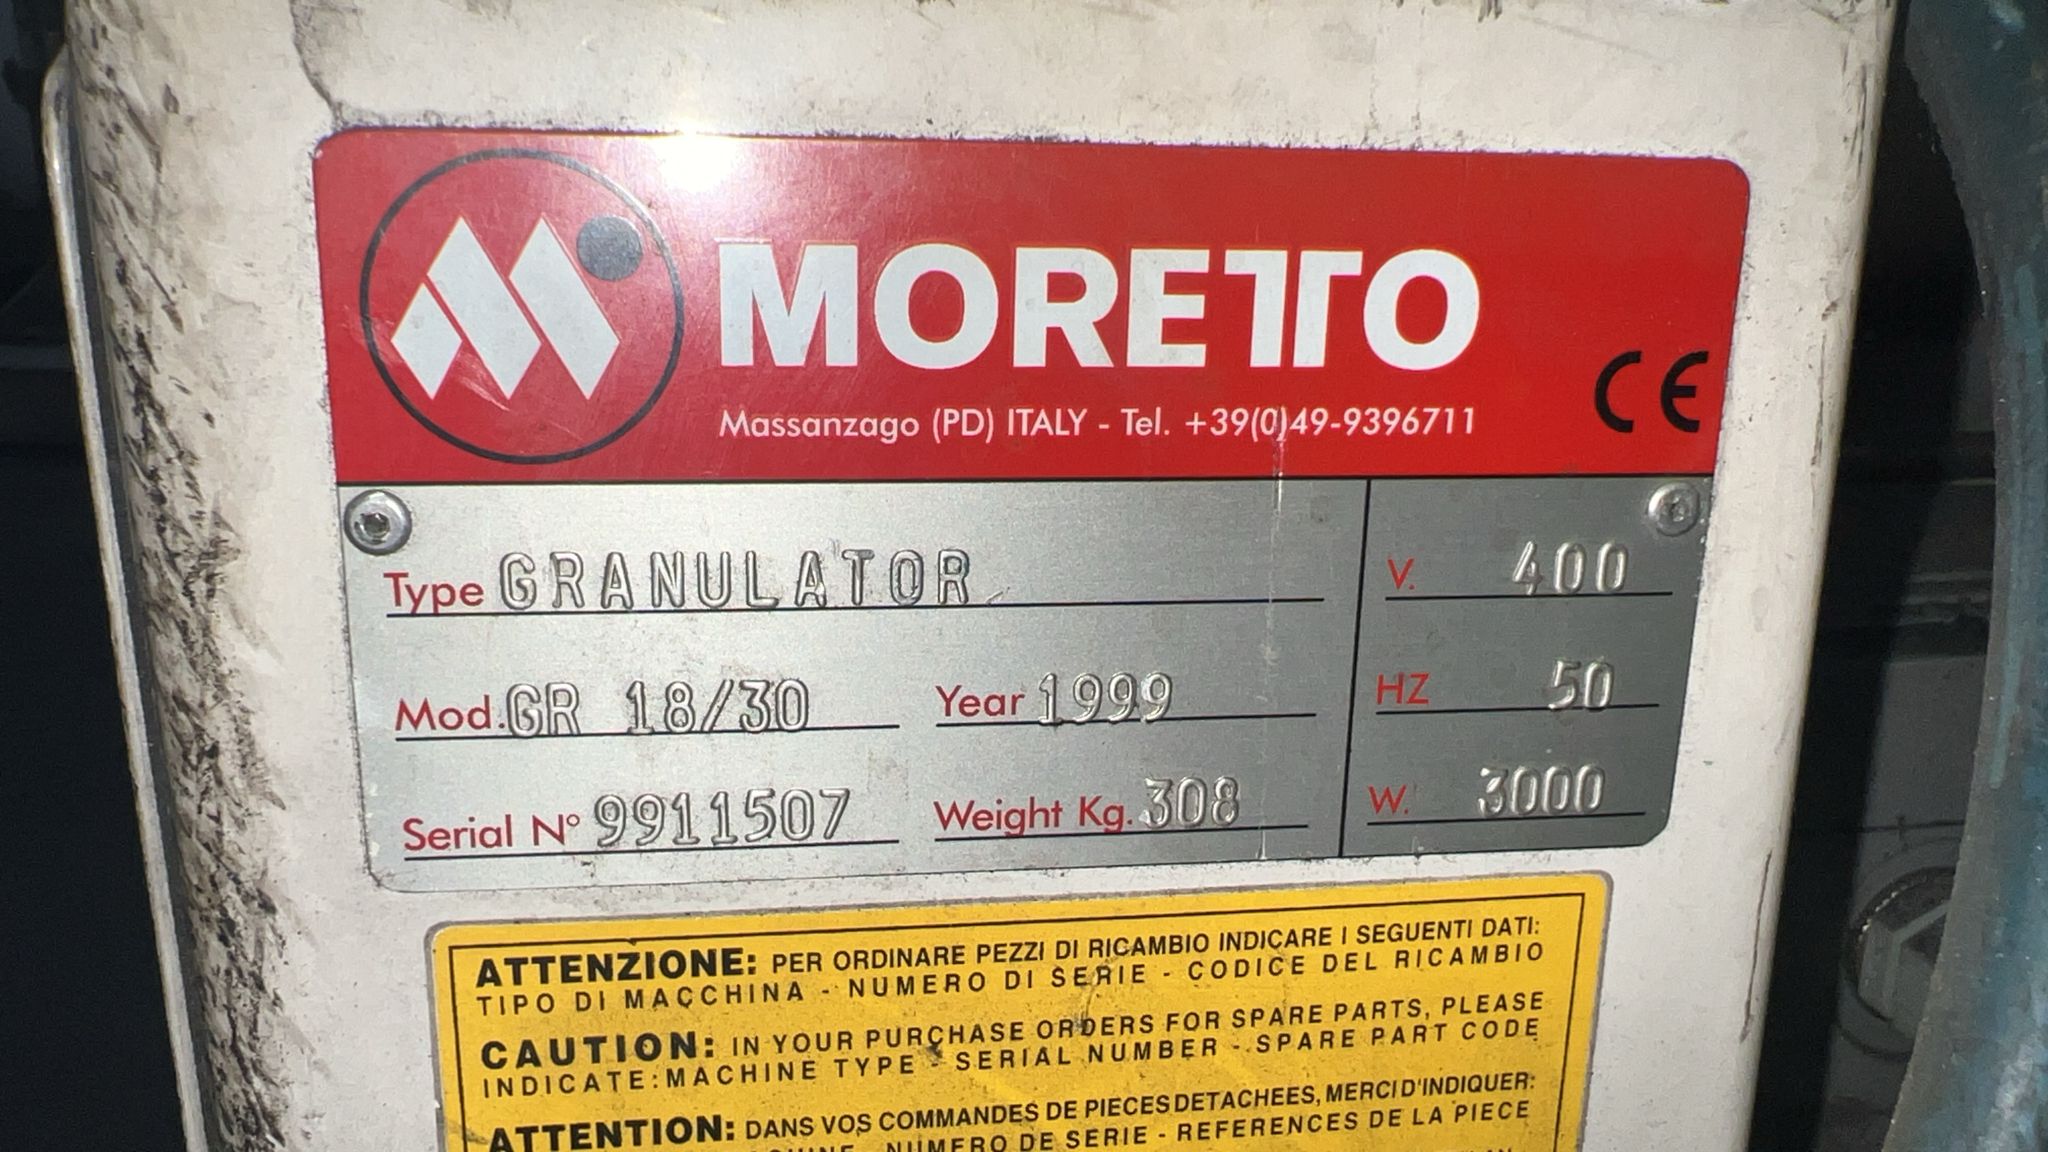 MORETTO
Massanzago (PD) ITALY - Tel. +39(0)49-9396711
CE
Type GRANULATOR
V. 400
Mod. GR 18/30 Year 1999
HZ 50
Serial N° 9911507 Weight Kg. 308
W. 3000
ATTENZIONE: PER ORDINARE PEZZI DI RICAMBIO INDICARE I SEGUENTI DATI:
TIPO DI MACCHINA - NUMERO DI SERIE - CODICE DEL RICAMBIO
CAUTION: IN YOUR PURCHASE ORDERS FOR SPARE PARTS, PLEASE
INDICATE: MACHINE TYPE - SERIAL NUMBER - SPARE PART CODE
ATTENTION: DANS VOS COMMANDES DE PIECES DETACHEES, MERCI D'INDIQUER:
NUMERO DE SERIE - REFERENCES DE LA PIECE